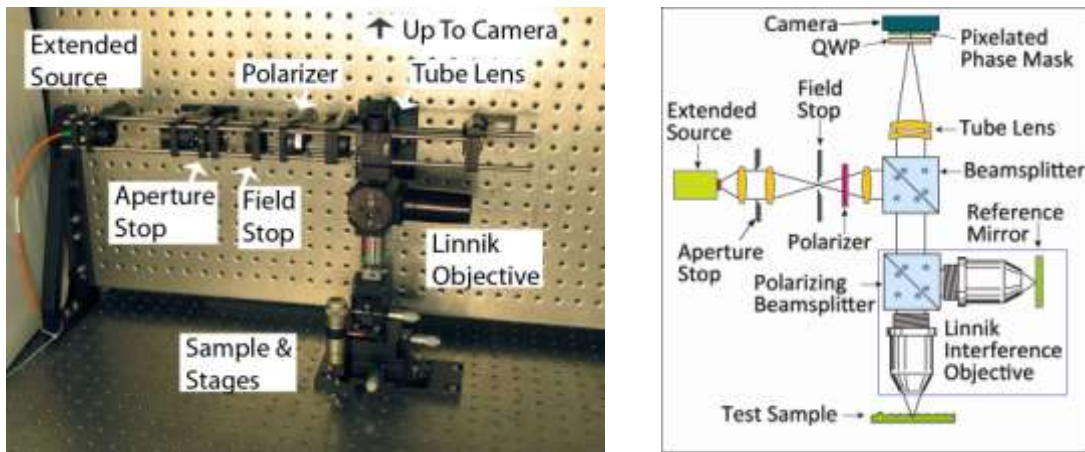 Extended
Source
Up To Camera
Polarizer
Tube Lens
Aperture
Stop
Field
Stop
Linnik
Objective
Sample &
Stages
Camera
QWP
Pixelated
Phase Mask
Extended
Source
Field
Stop
Tube Lens
Beamsplitter
Aperture
Stop
Polarizer
Reference
Mirror
Polarizing
Beamsplitter
Linnik
Interference
Objective
Test Sample